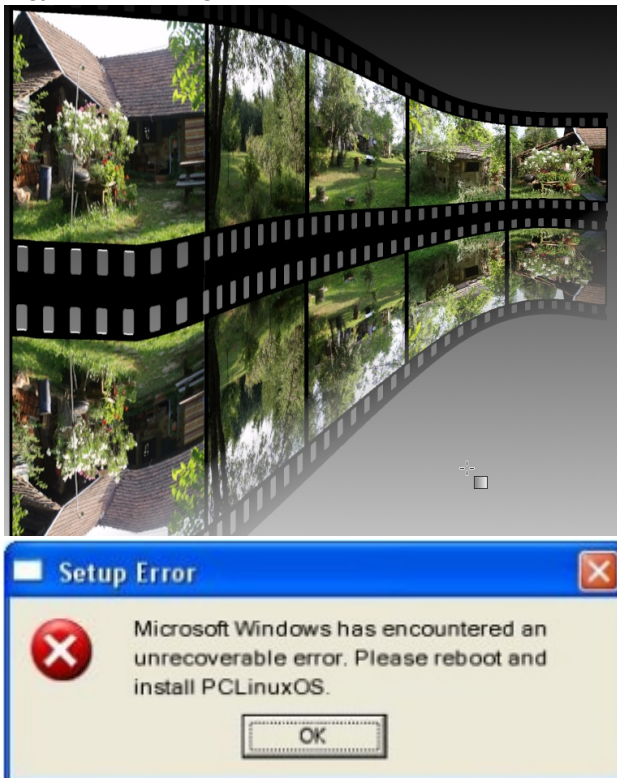 Setup Error
Microsoft Windows has encountered an
unrecoverable error. Please reboot and
install PCLinuxOS.
OK